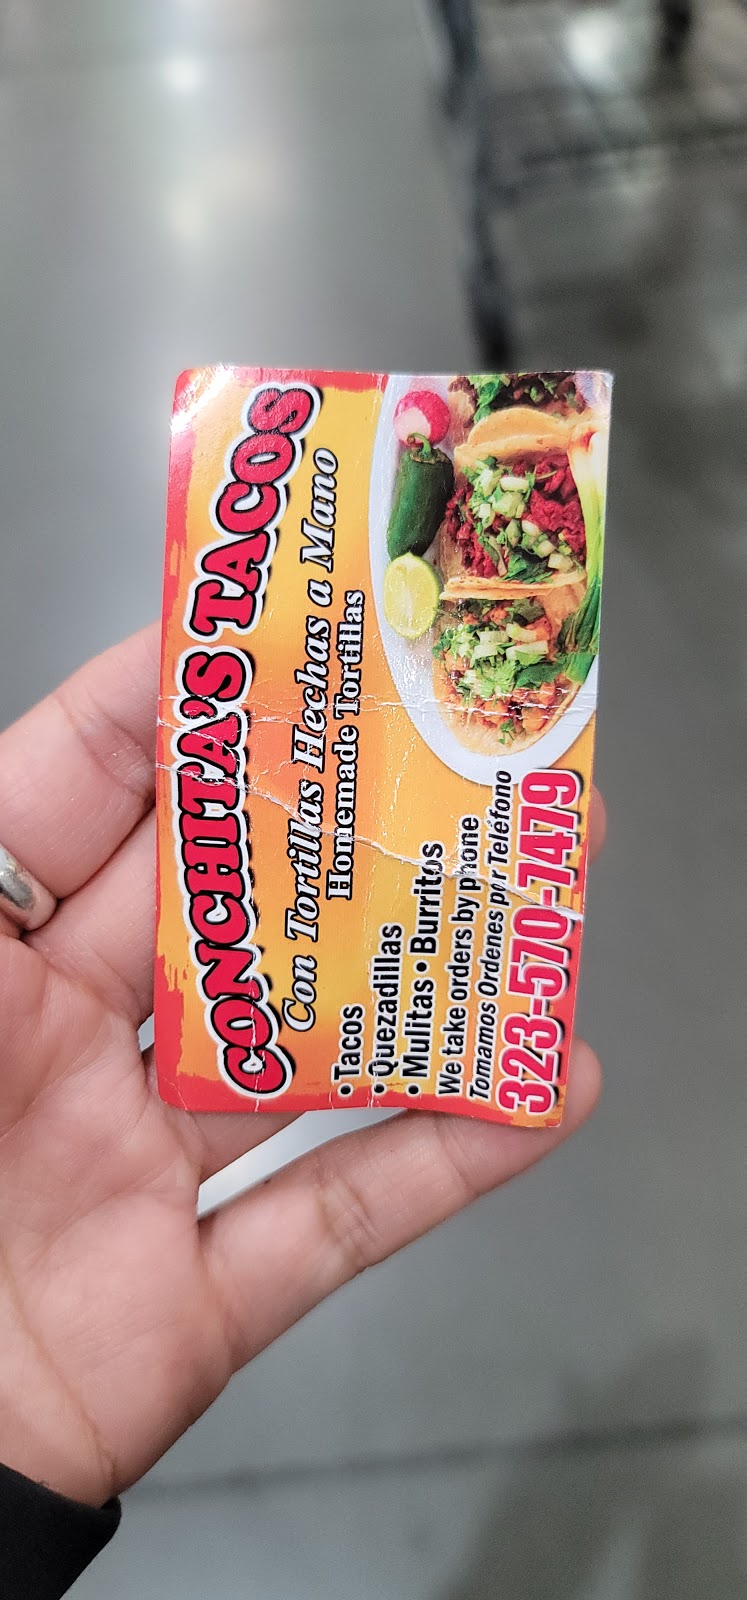 CONCHITA'S TACOS
Con Tortillas Hechas a Mano
Homemade Tortillas
• Tacos
• Quezadillas
• Mulitas • Burritos
We take orders by phone
Tomamos Ordenes por Teléfono
323-570-7479